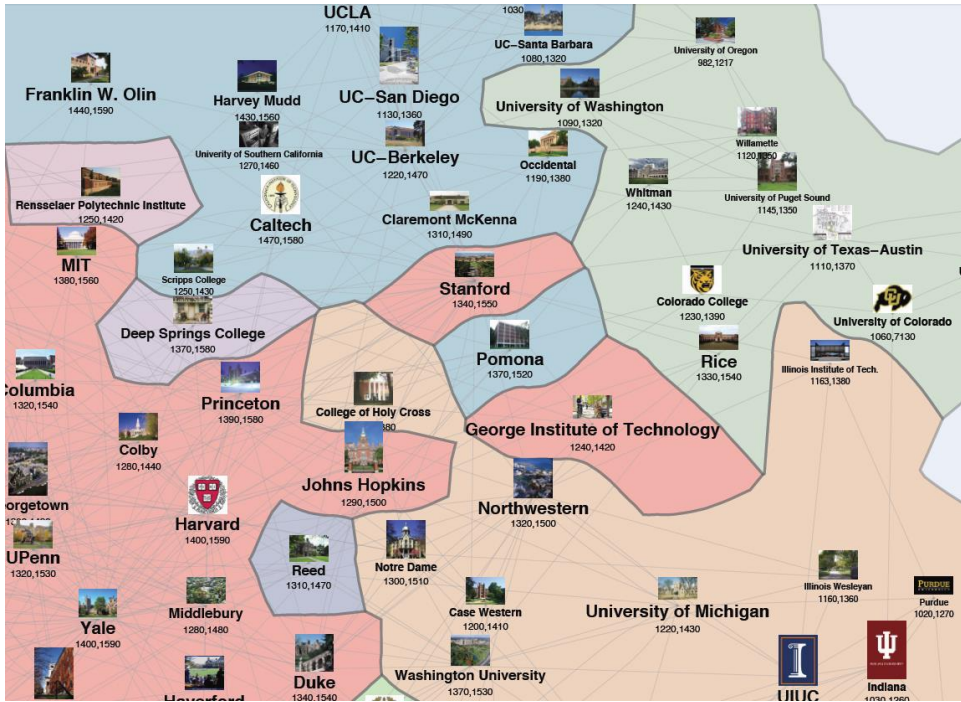 UCLA
1170,1410
1030
UC–Santa Barbara
1080,1320
University of Oregon
982,1217
Franklin W. Olin
1440,1590
Harvey Mudd
1430,1560
UC–San Diego
1130,1360
University of Washington
1090,1320
Univerity of Southern California
1270,1460
UC–Berkeley
1220,1470
Occidental
1190,1380
Willamette
1120,1350
Whitman
1240,1430
University of Puget Sound
1145,1350
Rensselaer Polytechnic Institute
1250,1420
Caltech
1470,1580
Claremont McKenna
1310,1490
University of Texas–Austin
1110,1370
MIT
1380,1560
Scripps College
1250,1430
Stanford
1340,1550
Colorado College
1230,1390
University of Colorado
1060,7130
Deep Springs College
1370,1580
Pomona
1370,1520
Rice
1330,1540
Illinois Institute of Tech.
1163,1380
Columbia
1320,1540
Princeton
1390,1580
College of Holy Cross
380
George Institute of Technology
1240,1420
Colby
1280,1440
Johns Hopkins
1290,1500
Northwestern
1320,1500
orgetown
Harvard
1400,1590
UPenn
1320,1530
Reed
1310,1470
Notre Dame
1300,1510
Illinois Wesleyan
1160,1360
PURDUE
Purdue
1020,1270
Yale
1400,1590
Middlebury
1280,1480
Case Western
1200,1410
University of Michigan
1220,1430
Duke
1340,1540
Haverford
Washington University
1370,1530
UIUC
Indiana
1030,1260